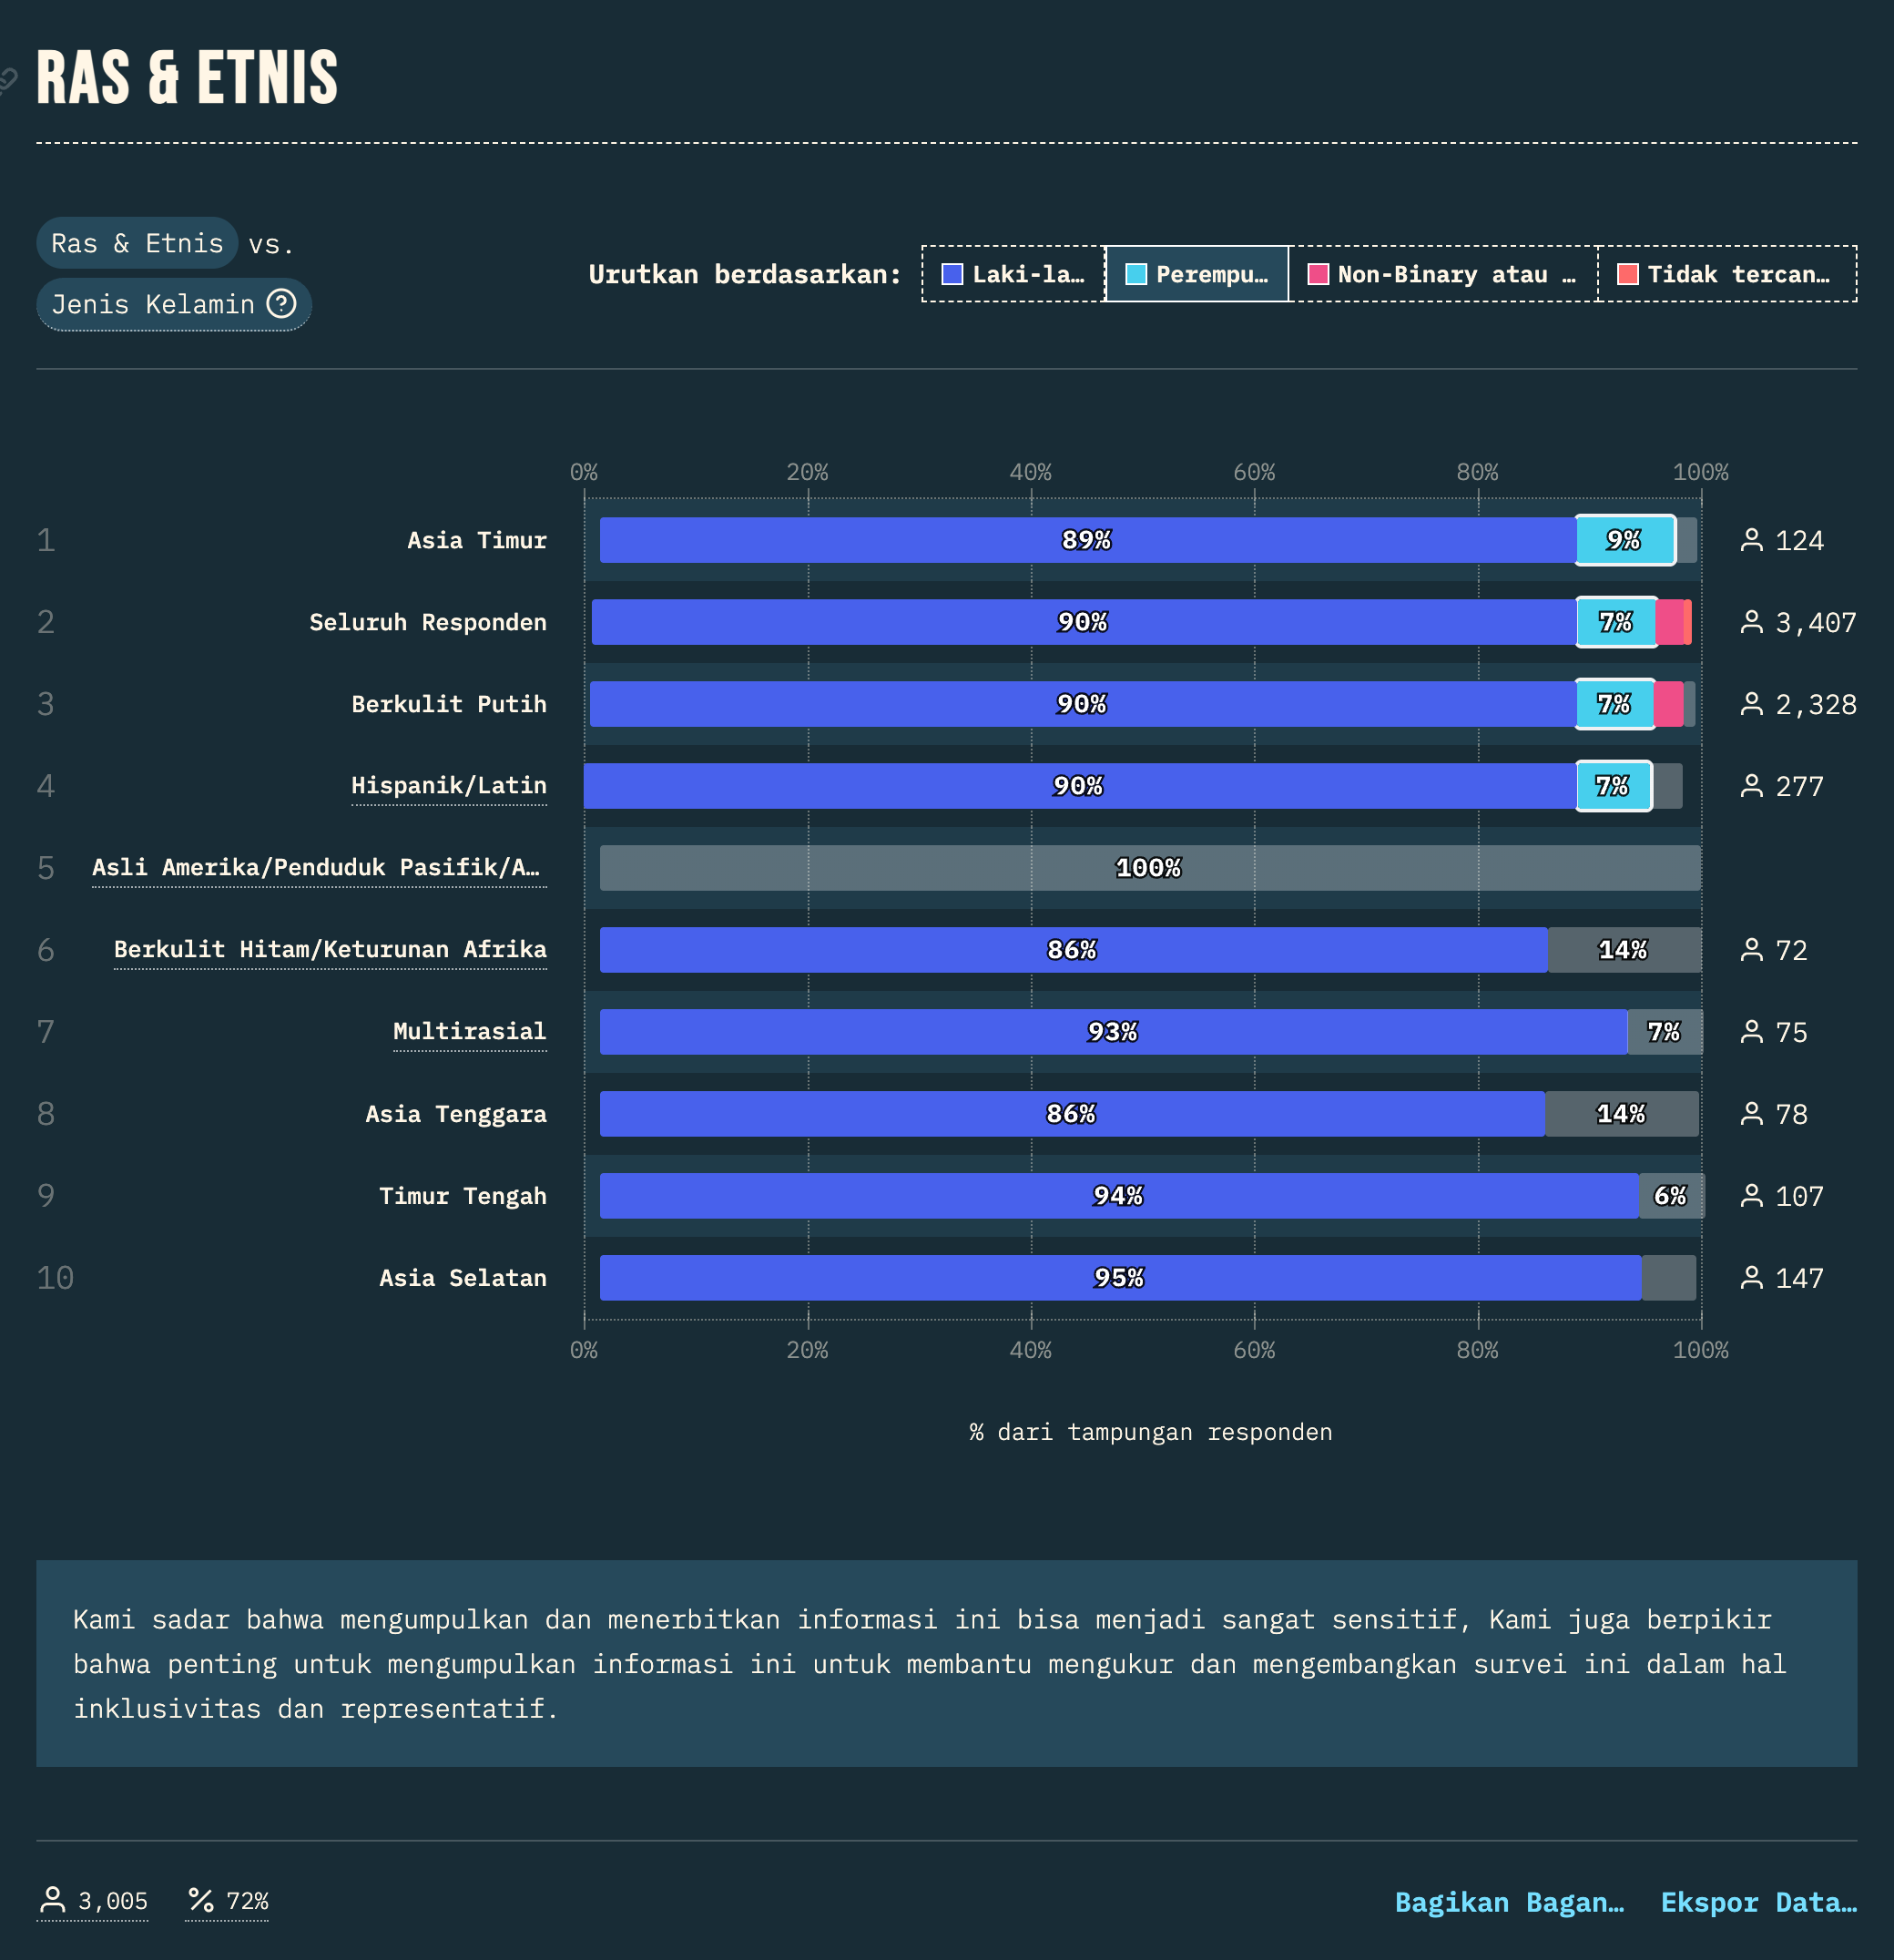 RAS & ETNIS
Ras & Etnis vs.
Jenis Kelamin
Urutkan berdasarkan: Laki-la… Perempu… Non-Binary atau … Tidak tercan…
0% 20% 40% 60% 80% 100%
1 Asia Timur 89% 9% 124
2 Seluruh Responden 90% 7% 3,407
3 Berkulit Putih 90% 7% 2,328
4 Hispanik/Latin 90% 7% 277
5 Asli Amerika/Penduduk Pasifik/A… 100%
6 Berkulit Hitam/Keturunan Afrika 86% 14% 72
7 Multirasial 93% 7% 75
8 Asia Tenggara 86% 14% 78
9 Timur Tengah 94% 6% 107
10 Asia Selatan 95% 147
0% 20% 40% 60% 80% 100%
% dari tampungan responden
Kami sadar bahwa mengumpulkan dan menerbitkan informasi ini bisa menjadi sangat sensitif, Kami juga berpikir
bahwa penting untuk mengumpulkan informasi ini untuk membantu mengukur dan mengembangkan survei ini dalam hal
inklusivitas dan representatif.
3,005 % 72% Bagikan Bagan… Ekspor Data…